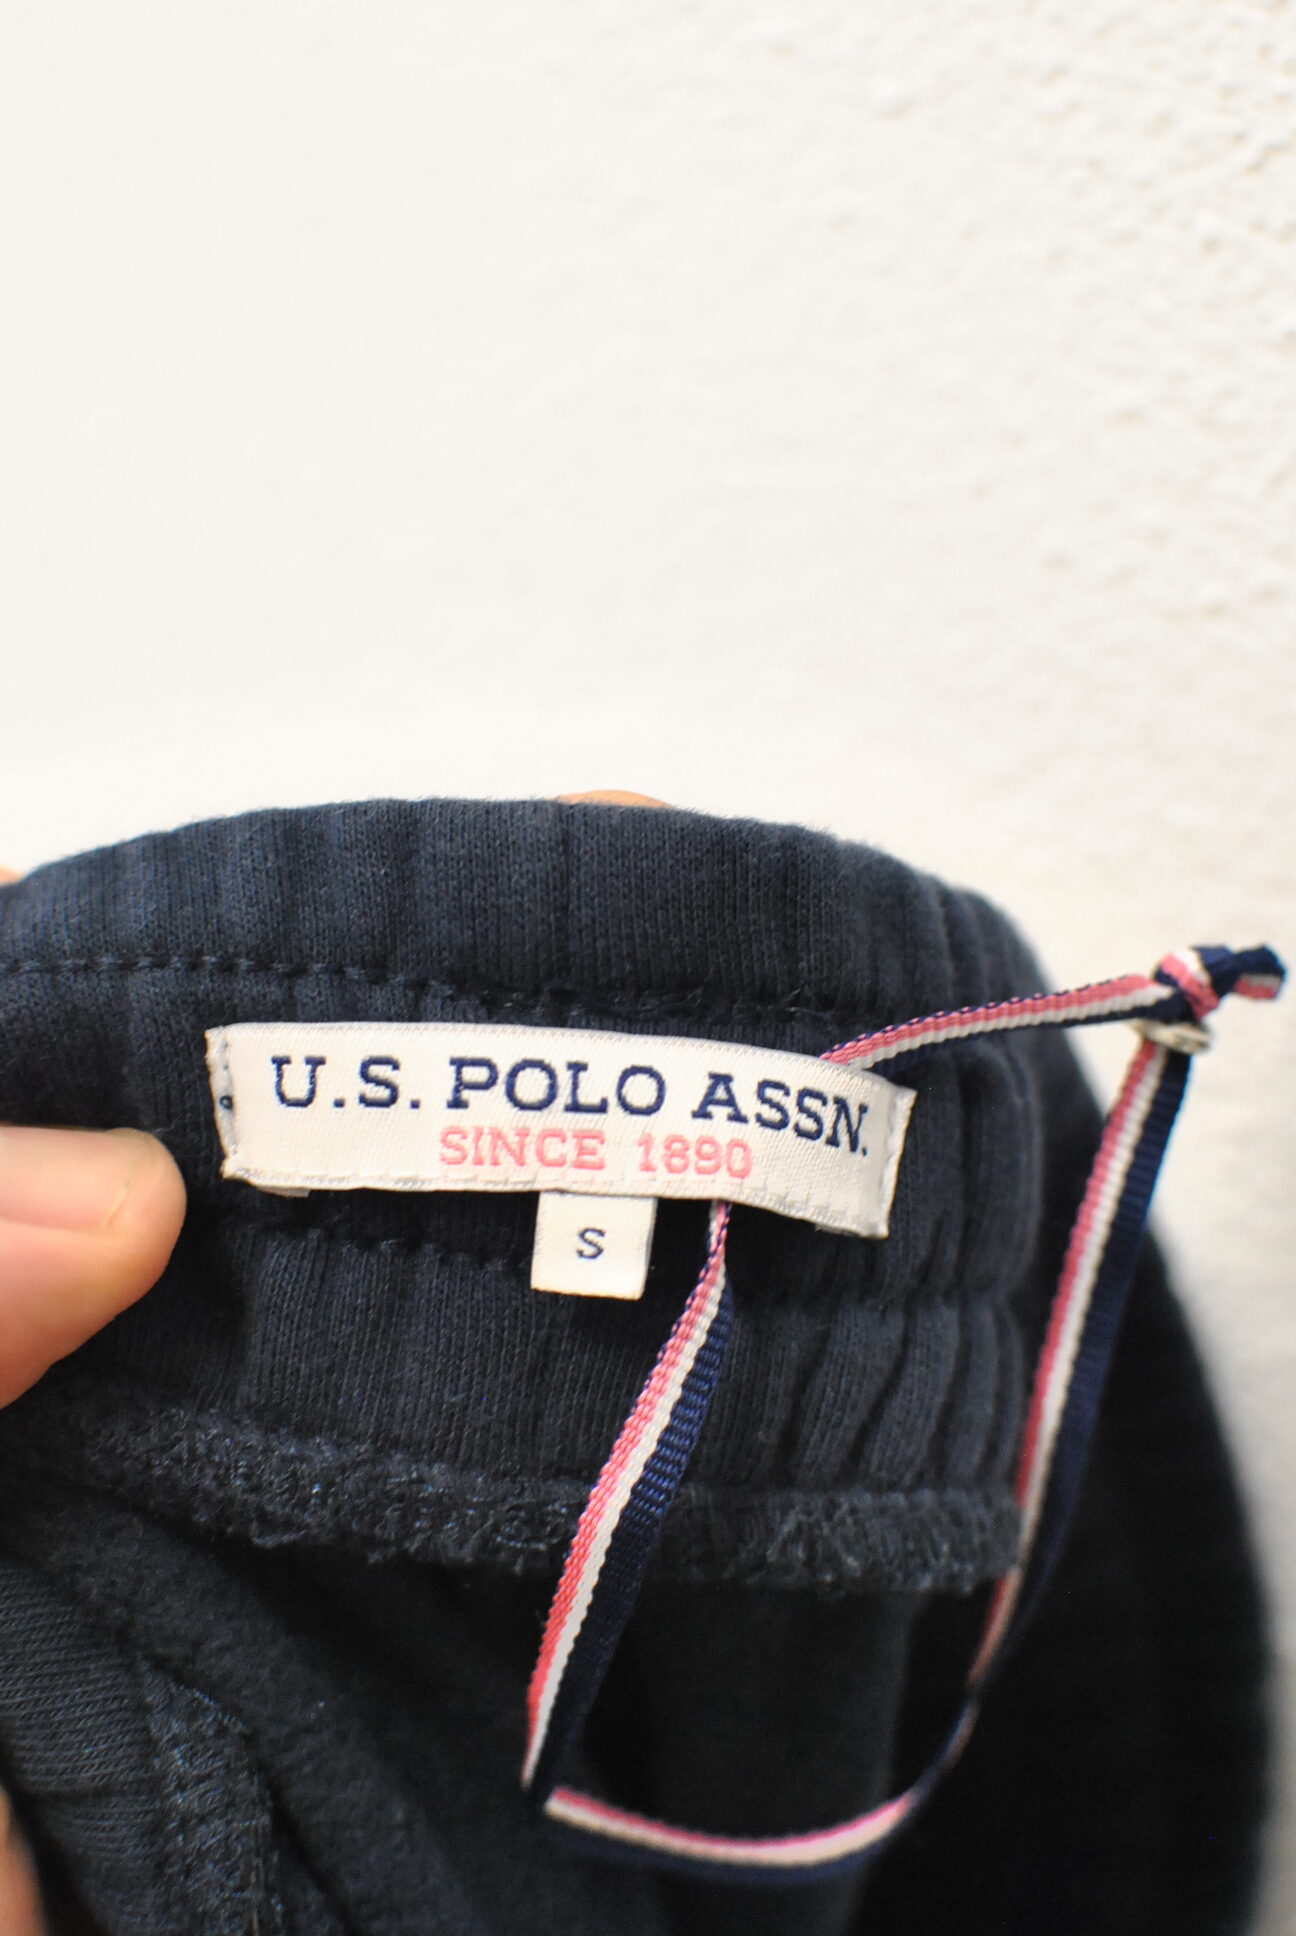 U.S. POLO ASSN.
SINCE 1890
S